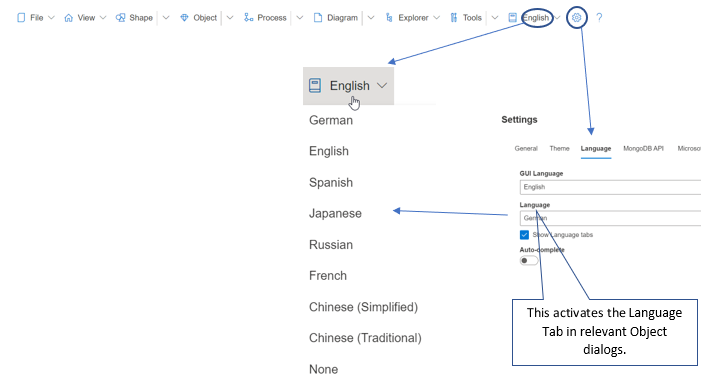 File View Shape Object Process Diagram Explorer Tools English ?
English
German
English
Spanish
Japanese
Russian
French
Chinese (Simplified)
Chinese (Traditional)
None
Settings
General Theme Language MongoDB API Microsof
GUI Language
English
Language
German
Show Language tabs
Auto-complete
This activates the Language
Tab in relevant Object
dialogs.